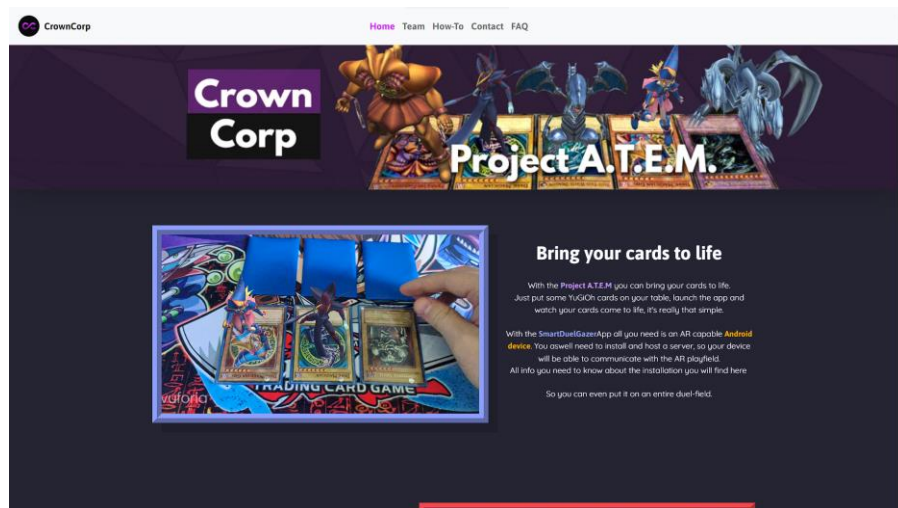 CrownCorp
Home Team How-To Contact FAQ
Crown
Corp
Project A.T.E.M.
Bring your cards to life
With the Project A.T.E.M you can bring your cards to life.
Just put some YuGiOh cards on your table, launch the app and
watch your cards come to life, it's really that simple.
With the SmartDuelGazerApp all you need is an AR capable Android
device. You aswell need to install and host a server, so your device
will be able to communicate with the AR playfield.
All info you need to know about the installation you will find here
So you can even put it on an entire duel-field.
TRADING CARD GAME
vuforia